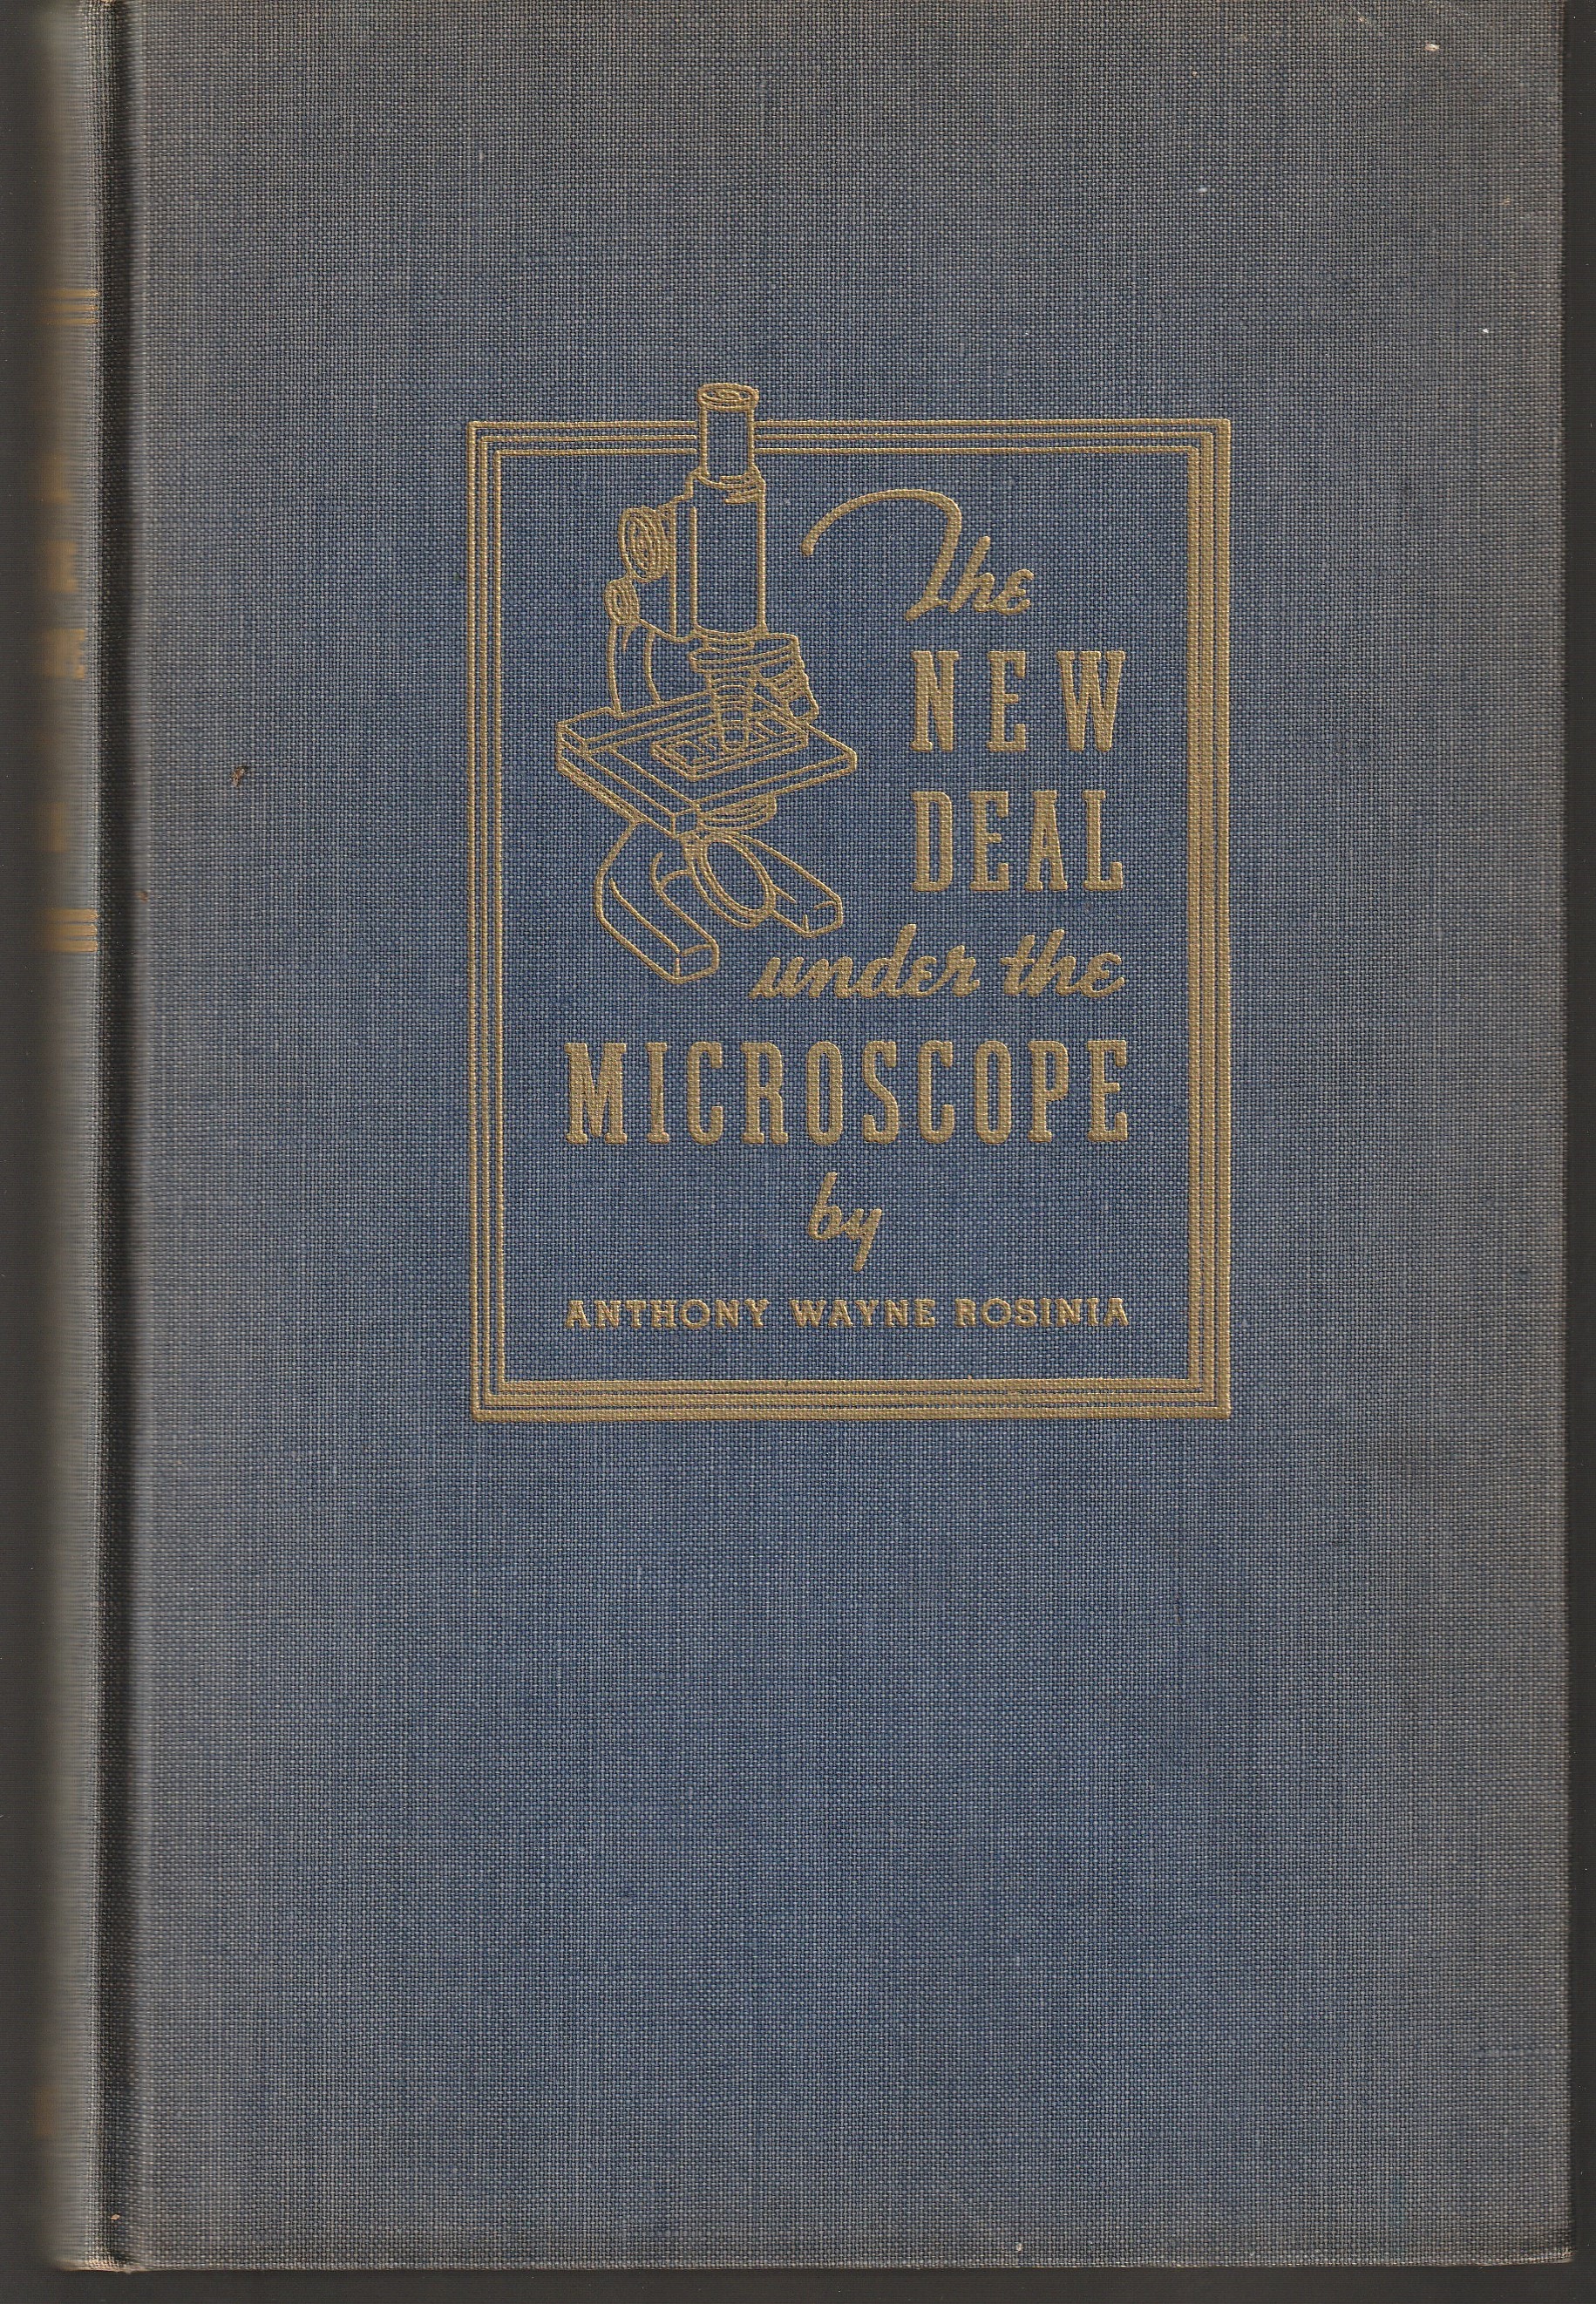 The
NEW
DEAL
under the
MICROSCOPE
by
ANTHONY WAYNE ROSINIA